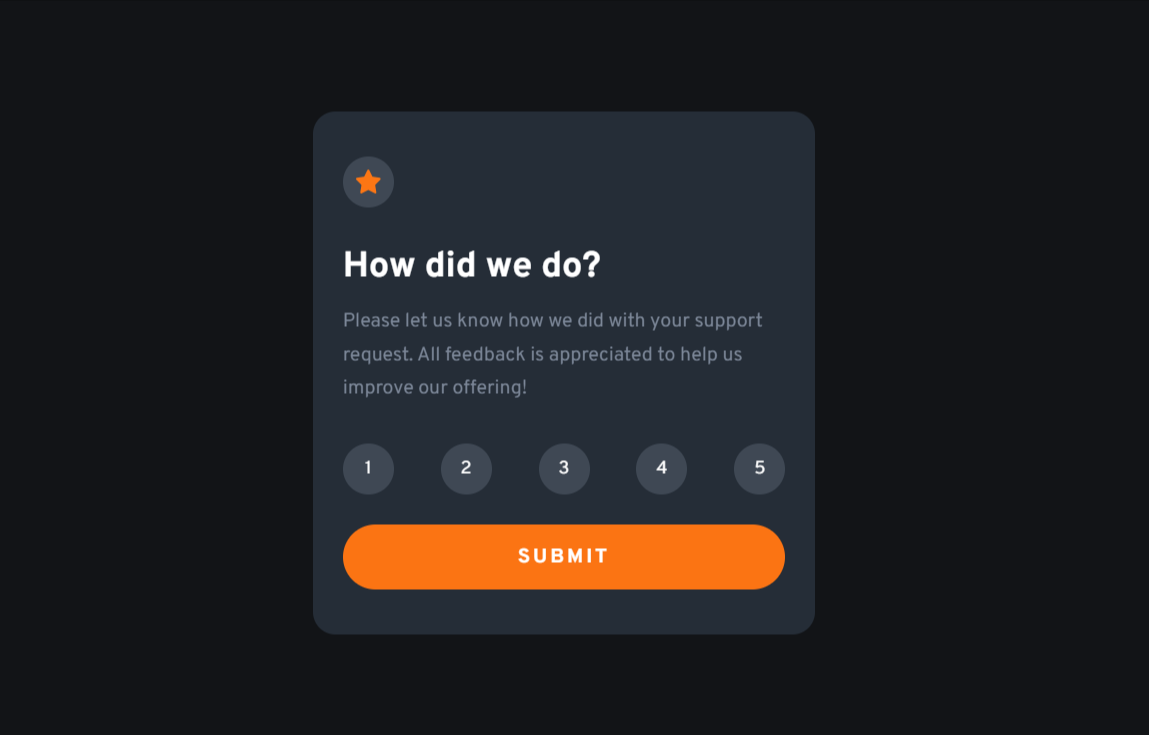 How did we do?
Please let us know how we did with your support
request. All feedback is appreciated to help us
improve our offering!
1 2 3 4 5
SUBMIT